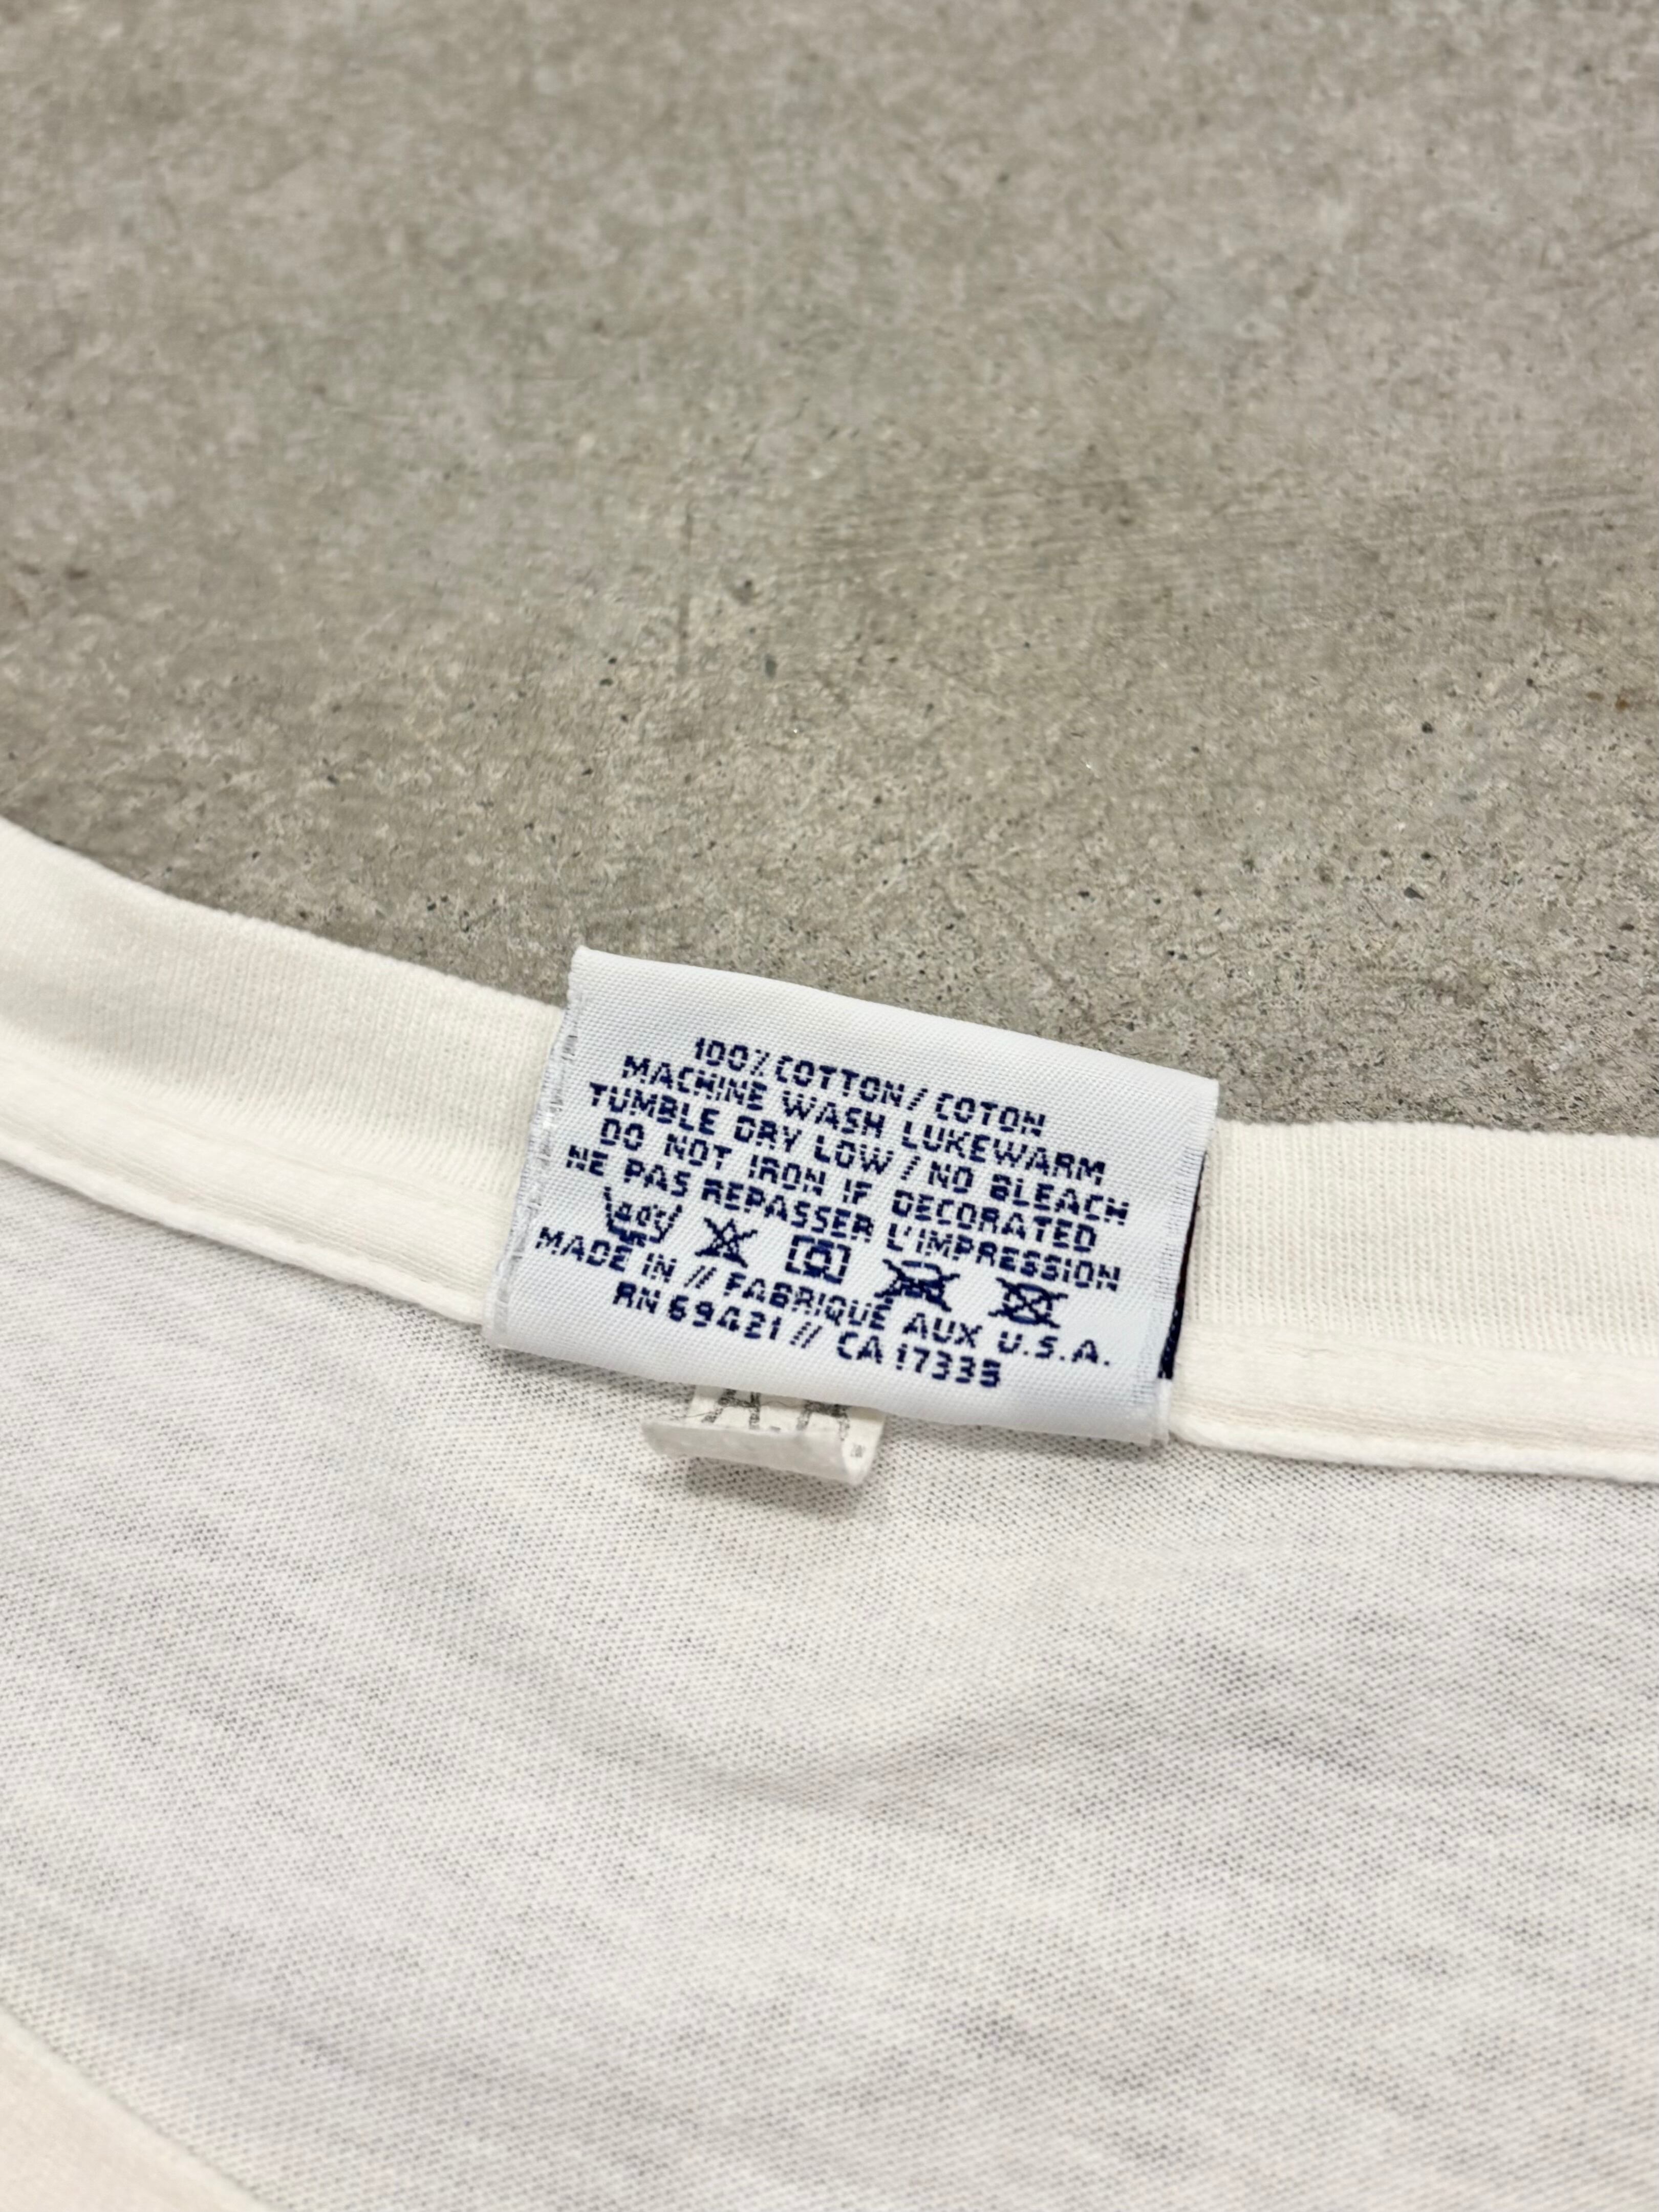 100% COTTON / COTON
MACHINE WASH LUKEWARM
TUMBLE DRY LOW / NO BLEACH
DO NOT IRON IF DECORATED
NE PAS REPASSER L'IMPRESSION
MADE IN // FABRIQUÉ AUX U.S.A.
RN 69421 // CA 17335